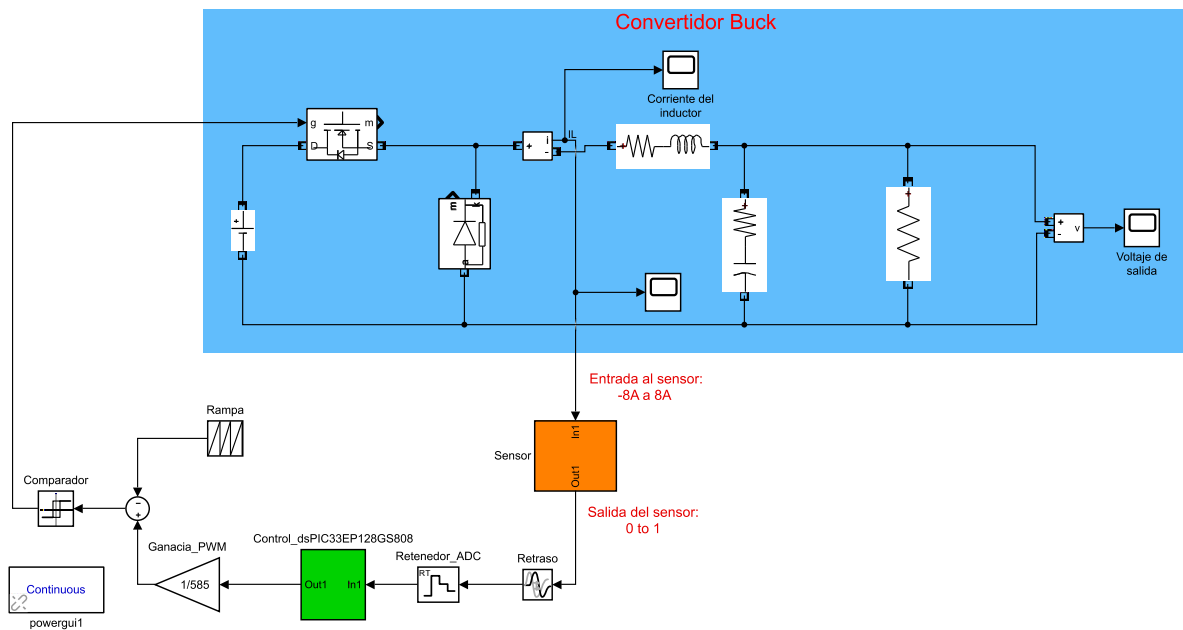 Convertidor Buck
Corriente del
inductor
g
m
D
S
+
i
-
IL
+
m
k
a
+
+
+
+
-
v
Voltaje de
salida
Entrada al sensor:
-8A a 8A
Rampa
Sensor
In1
Out1
Comparador
Salida del sensor:
0 to 1
-
+
Ganacia_PWM
1/585
Control_dsPIC33EP128GS808
Out1
In1
Retenedor_ADC
RT
Retraso
Continuous
powergui1